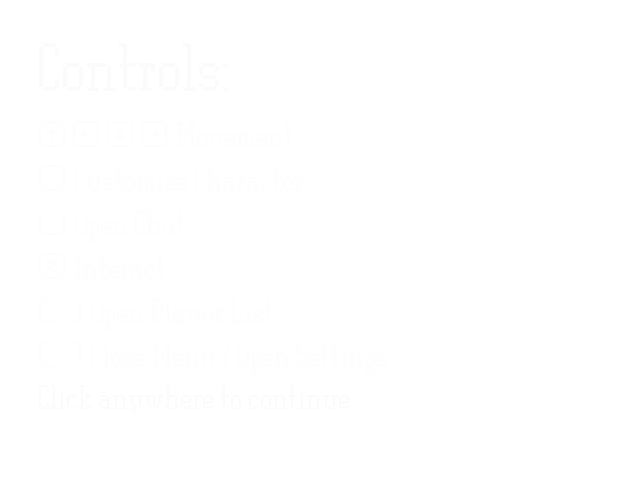 Controls:
Movement
Customize Character
Open Chat
Interact
Open Player List
Close Menu / Open Settings
Click anywhere to continue